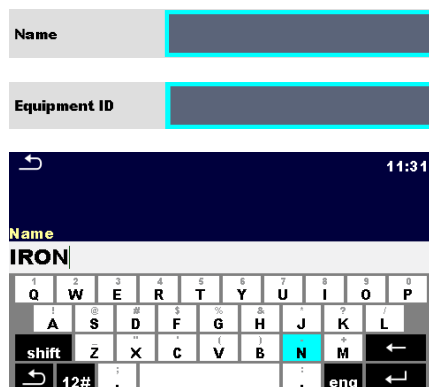 Name
Equipment ID
11:31
Name
IRON
1 2 3 4 5 6 7 8 9 0
Q W E R T Y U I O P
! @ # $ % & * ? /
A S D F G H J K L
_ " ' ( ) - +
shift Z X C V B N M ←
; :
12# , . eng